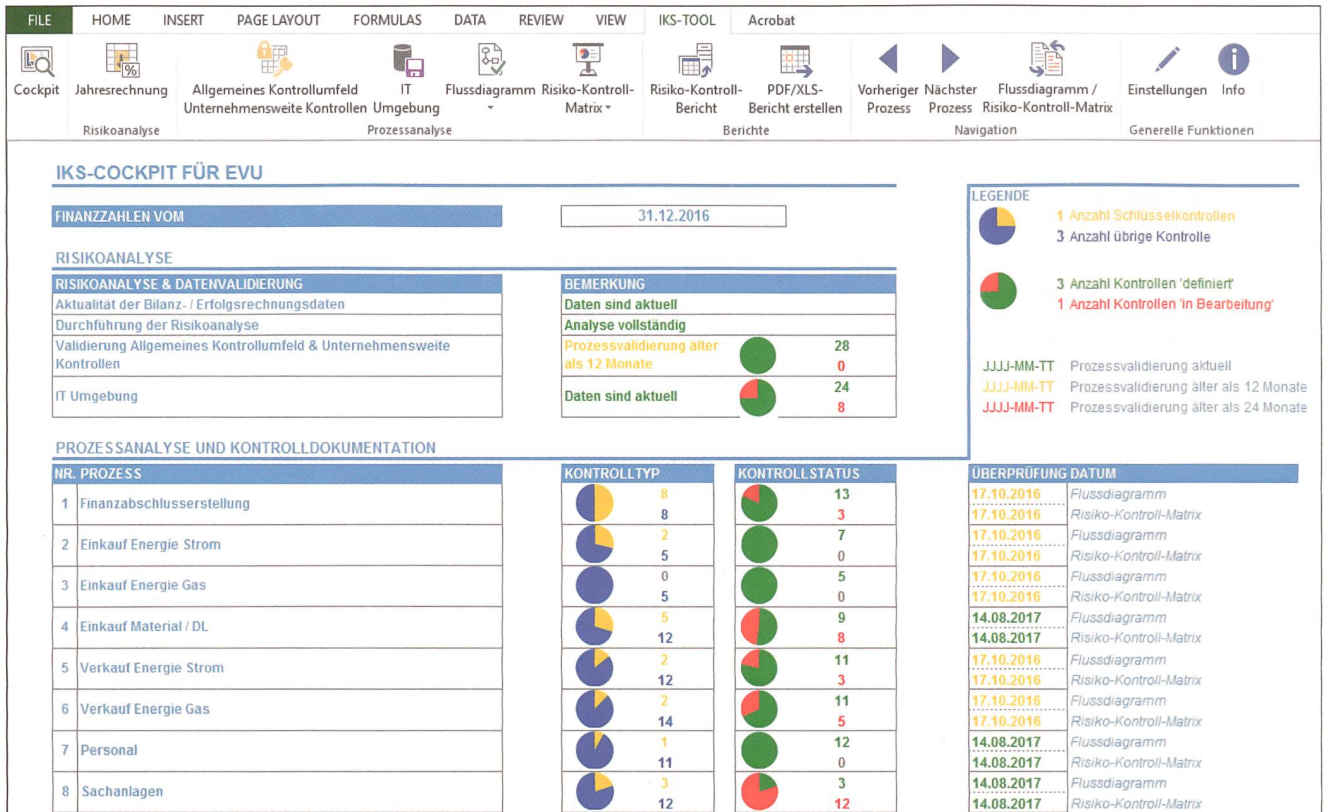 FILE HOME INSERT PAGE LAYOUT FORMULAS DATA REVIEW VIEW IKS-TOOL Acrobat
Cockpit Jahresrechnung Allgemeines Kontrollumfeld IT Flussdiagramm Risiko-Kontroll- Risiko-Kontroll- PDF/XLS- Vorheriger Nächster Flussdiagramm / Einstellungen Info
Unternehmensweite Kontrollen Umgebung Matrix Bericht Bericht erstellen Prozess Prozess Risiko-Kontroll-Matrix
Risikoanalyse Prozessanalyse Berichte Navigation Generelle Funktionen
IKS-COCKPIT FÜR EVU
FINANZZAHLEN VOM 31.12.2016
RISIKOANALYSE
RISIKOANALYSE & DATENVALIDIERUNG BEMERKUNG
Aktualität der Bilanz- / Erfolgsrechnungsdaten Daten sind aktuell
Durchführung der Risikoanalyse Analyse vollständig
Validierung Allgemeines Kontrollumfeld & Unternehmensweite Prozessvalidierung älter 28
Kontrollen als 12 Monate 0
IT Umgebung Daten sind aktuell 24
8
LEGENDE
1 Anzahl Schlüsselkontrollen
3 Anzahl übrige Kontrolle
3 Anzahl Kontrollen 'definiert'
1 Anzahl Kontrollen 'in Bearbeitung'
JJJJ-MM-TT Prozessvalidierung aktuell
JJJJ-MM-TT Prozessvalidierung älter als 12 Monate
JJJJ-MM-TT Prozessvalidierung älter als 24 Monate
PROZESSANALYSE UND KONTROLLDOKUMENTATION
NR. PROZESS KONTROLLTYP KONTROLLSTATUS ÜBERPRÜFUNG DATUM
1 Finanzabschlusserstellung 8 13 17.10.2016 Flussdiagramm
8 3 17.10.2016 Risiko-Kontroll-Matrix
2 Einkauf Energie Strom 2 7 17.10.2016 Flussdiagramm
5 0 17.10.2016 Risiko-Kontroll-Matrix
3 Einkauf Energie Gas 0 5 17.10.2016 Flussdiagramm
5 0 17.10.2016 Risiko-Kontroll-Matrix
4 Einkauf Material / DL 5 9 14.08.2017 Flussdiagramm
12 8 14.08.2017 Risiko-Kontroll-Matrix
5 Verkauf Energie Strom 2 11 17.10.2016 Flussdiagramm
12 3 17.10.2016 Risiko-Kontroll-Matrix
6 Verkauf Energie Gas 2 11 17.10.2016 Flussdiagramm
14 5 17.10.2016 Risiko-Kontroll-Matrix
7 Personal 1 12 14.08.2017 Flussdiagramm
11 0 14.08.2017 Risiko-Kontroll-Matrix
8 Sachanlagen 3 3 14.08.2017 Flussdiagramm
12 12 14.08.2017 Risiko-Kontroll-Matrix